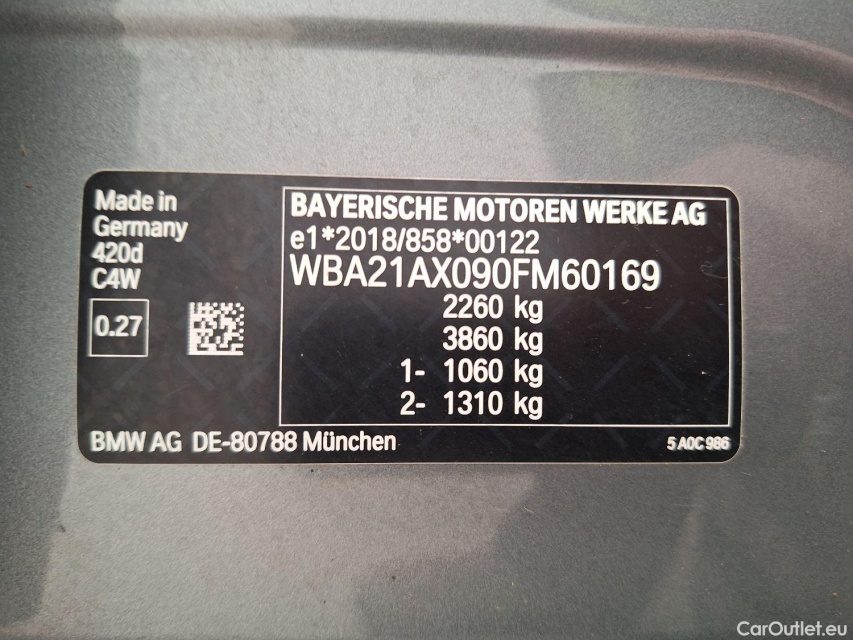 Made in
Germany
420d
C4W
0.27
BAYERISCHE MOTOREN WERKE AG
e1*2018/858*00122
WBA21AX090FM60169
2260 kg
3860 kg
1- 1060 kg
2- 1310 kg
BMW AG DE-80788 München
5 A0C 986
CarOutlet.eu